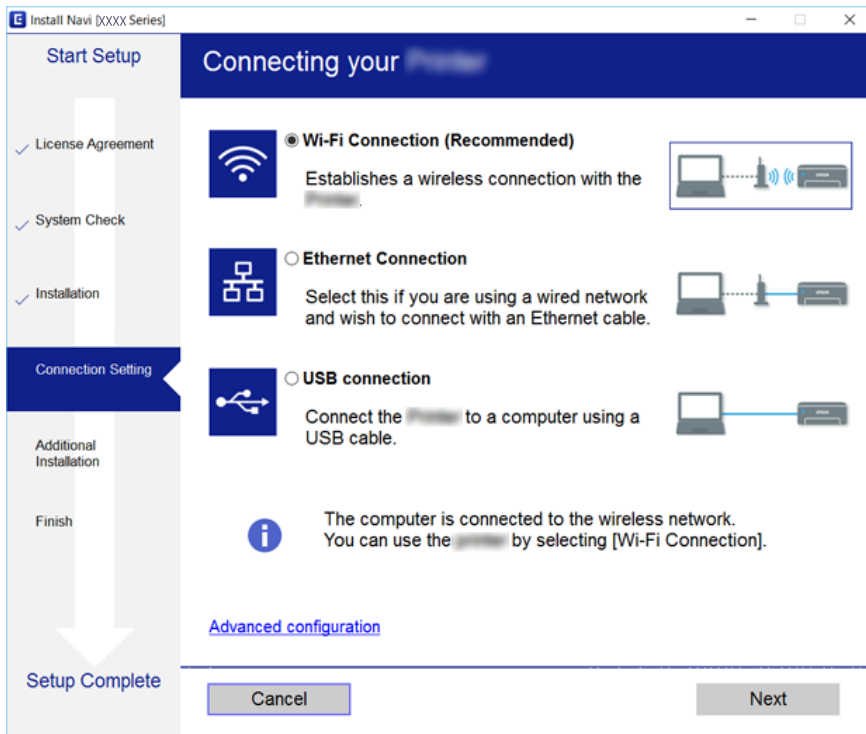 Install Navi [XXXX Series]
Start Setup
License Agreement
System Check
Installation
Connection Setting
Additional
Installation
Finish
Setup Complete
Connecting your
Wi-Fi Connection (Recommended)
Establishes a wireless connection with the
.
Ethernet Connection
Select this if you are using a wired network
and wish to connect with an Ethernet cable.
USB connection
Connect the to a computer using a
USB cable.
The computer is connected to the wireless network.
You can use the by selecting [Wi-Fi Connection].
Advanced configuration
Cancel
Next